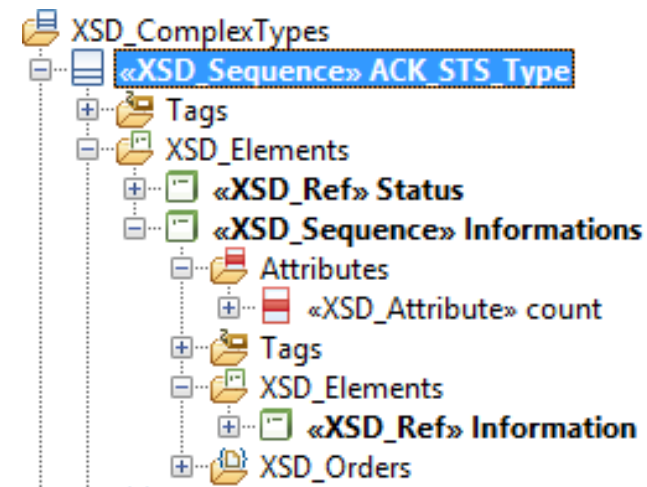 XSD_ComplexTypes
«XSD_Sequence» ACK_STS_Type
Tags
XSD_Elements
«XSD_Ref» Status
«XSD_Sequence» Informations
Attributes
«XSD_Attribute» count
Tags
XSD_Elements
«XSD_Ref» Information
XSD_Orders